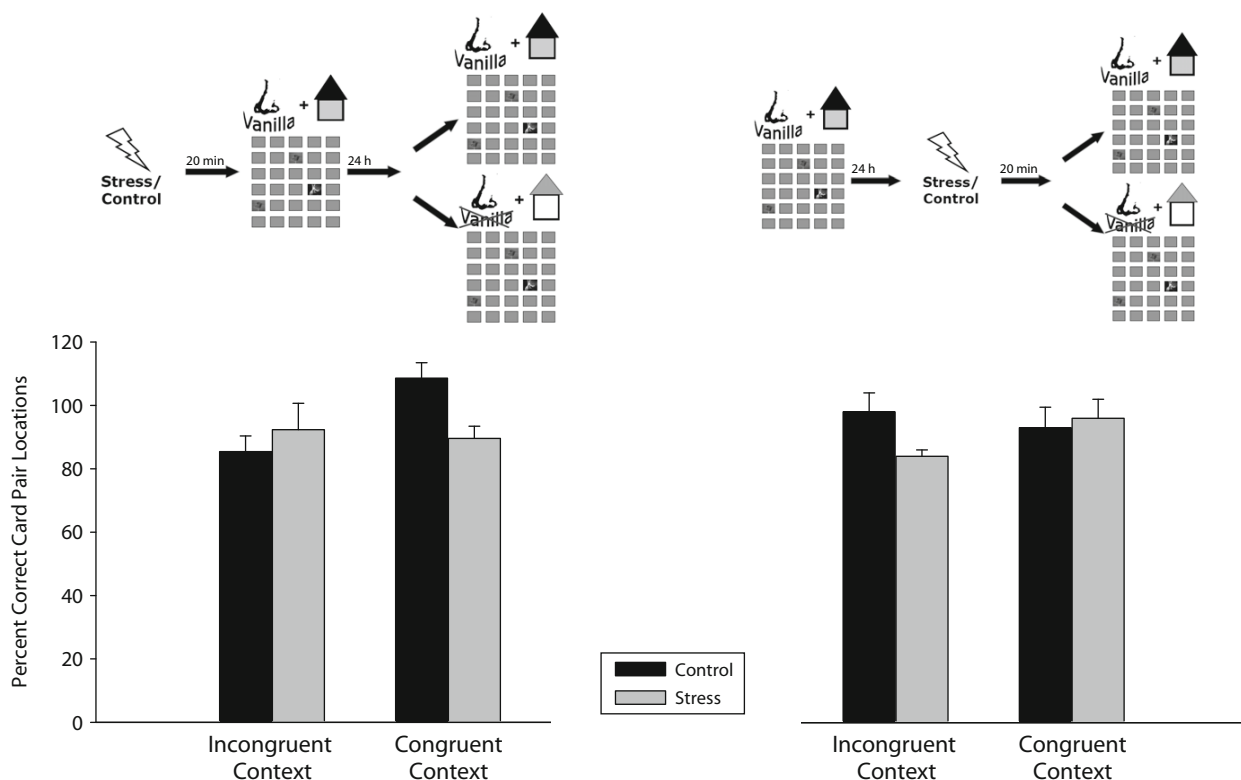 Vanilla
+
Vanilla
+
Stress/
Control
20 min
24 h
Vanilla
+
Vanilla
+
Vanilla
+
24 h
Stress/
Control
20 min
Vanilla
+
Percent Correct Card Pair Locations
120
100
80
60
40
20
0
Incongruent
Context
Congruent
Context
Control
Stress
Incongruent
Context
Congruent
Context